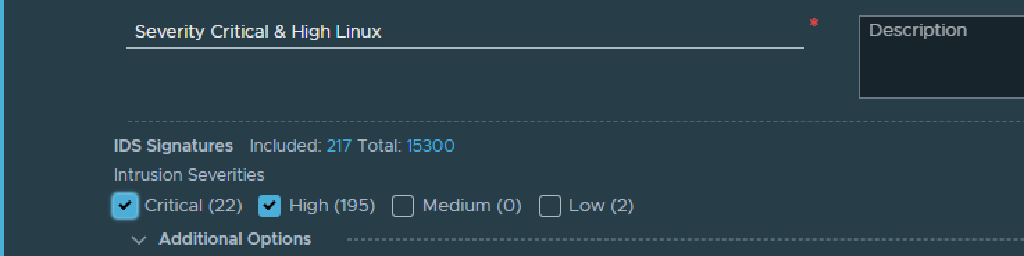 Severity Critical & High Linux *
Description
IDS Signatures Included: 217 Total: 15300
Intrusion Severities
Critical (22) High (195) Medium (0) Low (2)
Additional Options